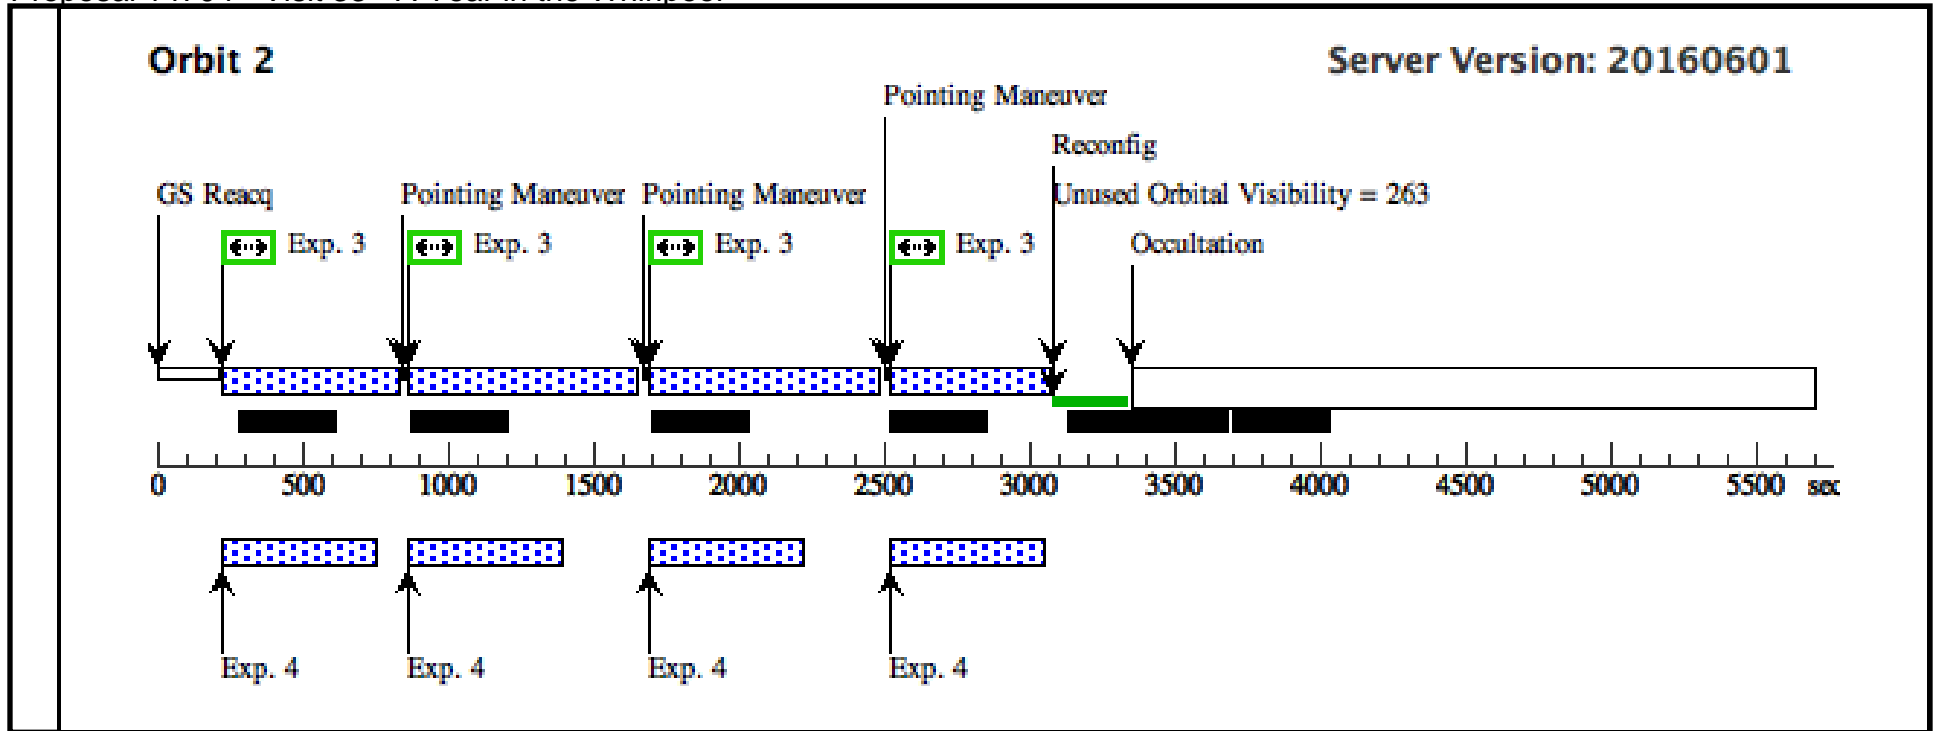 Orbit 2
Server Version: 20160601
Pointing Maneuver
Reconfig
GS Reacq
Pointing Maneuver
Pointing Maneuver
Unused Orbital Visibility = 263
Exp. 3
Exp. 3
Exp. 3
Exp. 3
Occultation
0
500
1000
1500
2000
2500
3000
3500
4000
4500
5000
5500
sec
Exp. 4
Exp. 4
Exp. 4
Exp. 4